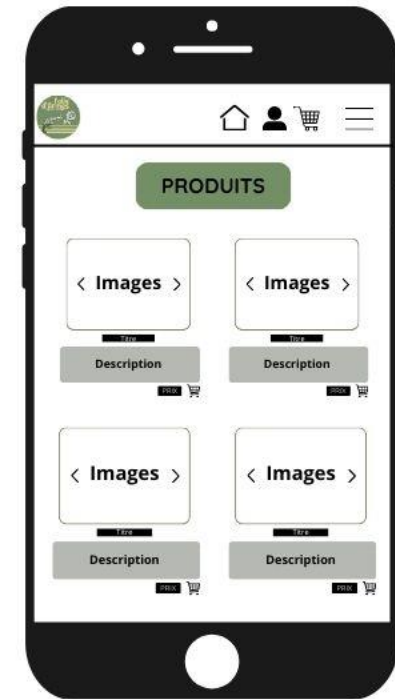 PRODUITS
Images
Images
Titre
Titre
Description
Description
PRIX
PRIX
Images
Images
Titre
Titre
Description
Description
PRIX
PRIX